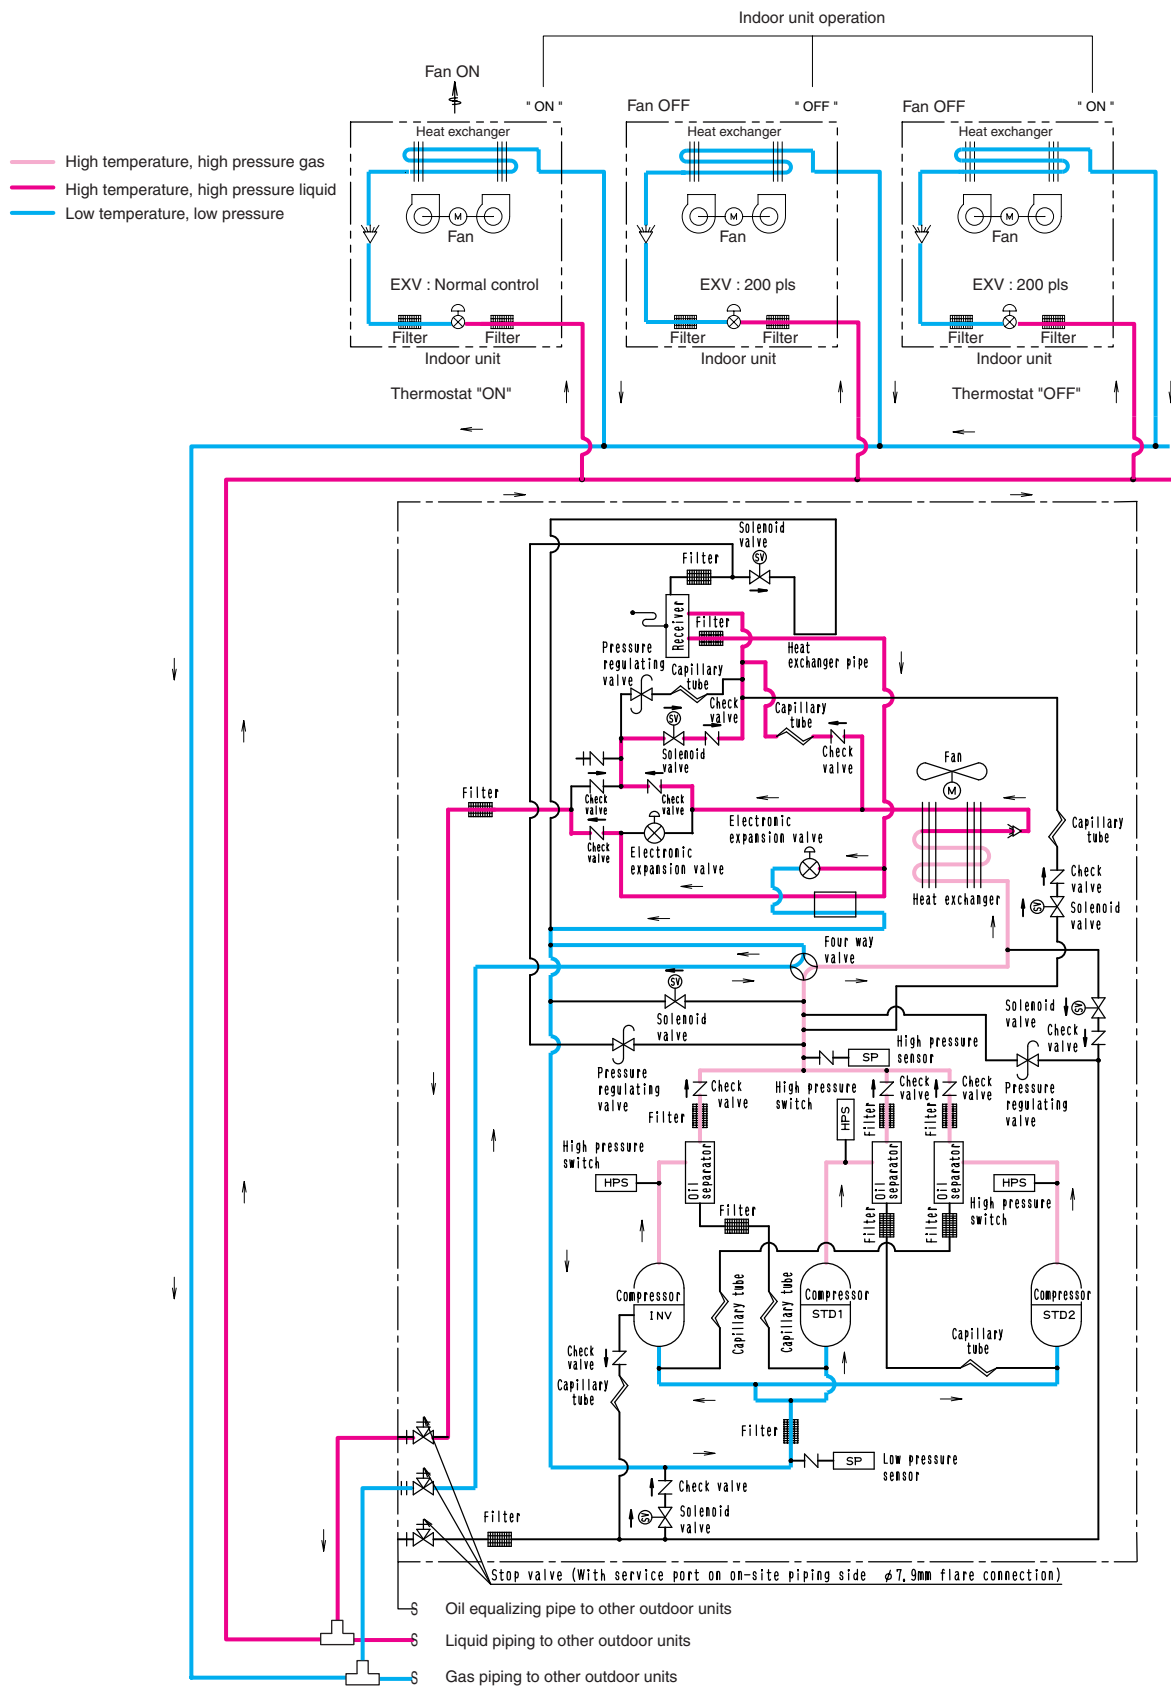 Indoor unit operation
Fan ON
" ON "
Fan OFF
" OFF "
Fan OFF
" ON "
Heat exchanger
Heat exchanger
Heat exchanger
High temperature, high pressure gas
High temperature, high pressure liquid
Low temperature, low pressure
M
M
M
Fan
Fan
Fan
EXV : Normal control
EXV : 200 pls
EXV : 200 pls
Filter
Filter
Filter
Filter
Filter
Filter
Indoor unit
Indoor unit
Indoor unit
Thermostat "ON"
Thermostat "OFF"
Solenoid
valve
SV
Filter
Receiver
Filter
Pressure
regulating
valve
Heat
exchanger pipe
Capillary
tube
Check
valve
SV
Solenoid
valve
Capillary
tube
Check
valve
Fan
M
Filter
Check
valve
Check
valve
Check
valve
Electronic
expansion valve
Electronic
expansion valve
Capillary
tube
Check
valve
Heat exchanger
SV
Solenoid
valve
Four way
valve
SV
Solenoid
valve
Solenoid
valve
SV
Check
valve
Pressure
regulating
valve
SP
High pressure
sensor
Pressure
regulating
valve
Check
valve
High pressure
switch
Check
valve
Check
valve
Filter
HPS
Filter
Filter
High pressure
switch
HPS
Oil
separator
Oil
separator
Oil
separator
HPS
High pressure
switch
Filter
Filter
Filter
Compressor
INV
Capillary tube
Capillary tube
Compressor
STD1
Compressor
STD2
Check
valve
Capillary
tube
Capillary
tube
Filter
SP
Low pressure
sensor
Check valve
SV
Solenoid
valve
Filter
Stop valve (With service port on on-site piping side φ7.9mm flare connection)
Oil equalizing pipe to other outdoor units
Liquid piping to other outdoor units
Gas piping to other outdoor units